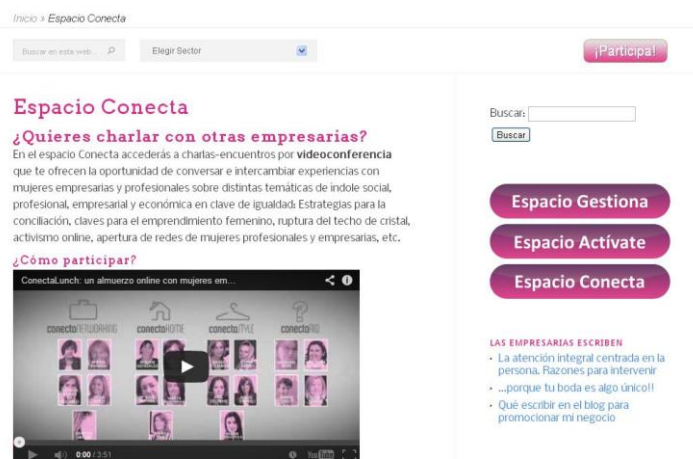 Inicio » Espacio Conecta
Buscar en esta web...
Elegir Sector
¡Participa!
Espacio Conecta
¿Quieres charlar con otras empresarias?
En el espacio Conecta accederás a charlas-encuentros por videoconferencia
que te ofrecen la oportunidad de conversar e intercambiar experiencias con
mujeres empresarias y profesionales sobre distintas temáticas de índole social,
profesional, empresarial y económica en clave de igualdad: Estrategias para la
conciliación, claves para el emprendimiento femenino, ruptura del techo de cristal,
activismo online, apertura de redes de mujeres profesionales y empresarias, etc.
¿Cómo participar?
ConectaLunch: un almuerzo online con mujeres em...
conectaNETWORKING conectaHOME conectaSTYLE
0:00 / 3:51
YouTube
Buscar:
Buscar
Espacio Gestiona
Espacio Actívate
Espacio Conecta
LAS EMPRESARIAS ESCRIBEN
• La atención integral centrada en la
persona. Razones para intervenir
• ...porque tu boda es algo único!!
• Qué escribir en el blog para
promocionar mi negocio